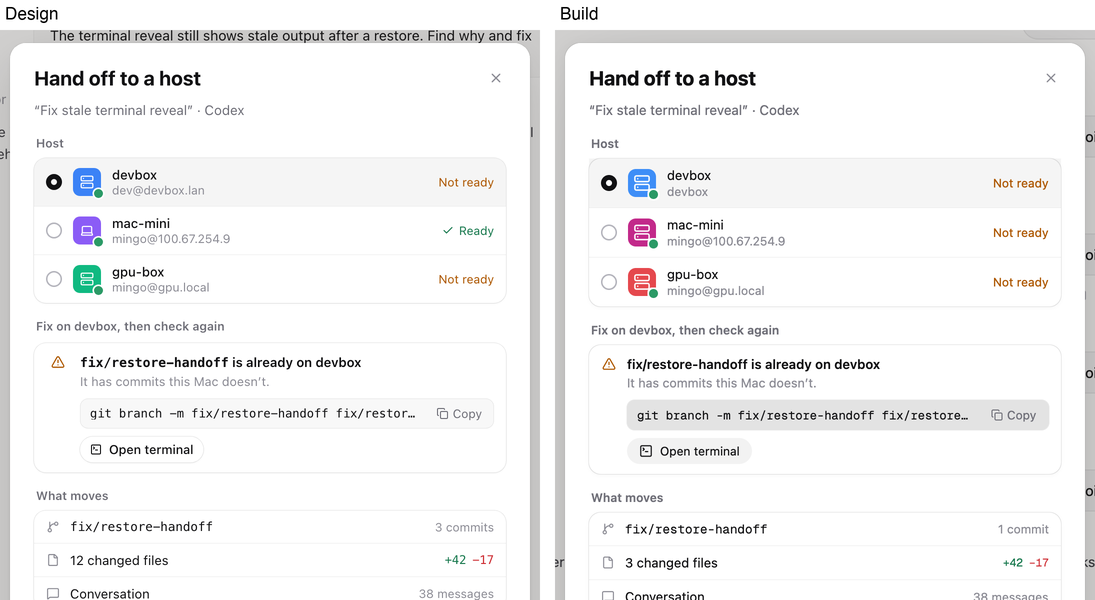 Design
The terminal reveal still shows stale output after a restore. Find why and fix
Hand off to a host
“Fix stale terminal reveal” · Codex
Host
devbox
dev@devbox.lan
Not ready
mac-mini
mingo@100.67.254.9
Ready
gpu-box
mingo@gpu.local
Not ready
Fix on devbox, then check again
fix/restore-handoff is already on devbox
It has commits this Mac doesn’t.
git branch -m fix/restore-handoff fix/restor…
Copy
Open terminal
What moves
fix/restore-handoff
3 commits
12 changed files
+42 −17
Conversation
38 messages
Build
Hand off to a host
“Fix stale terminal reveal” · Codex
Host
devbox
devbox
Not ready
mac-mini
mingo@100.67.254.9
Not ready
gpu-box
mingo@gpu.local
Not ready
Fix on devbox, then check again
fix/restore-handoff is already on devbox
It has commits this Mac doesn’t.
git branch -m fix/restore-handoff fix/restore…
Copy
Open terminal
What moves
fix/restore-handoff
1 commit
3 changed files
+42 −17
Conversation
38 messages